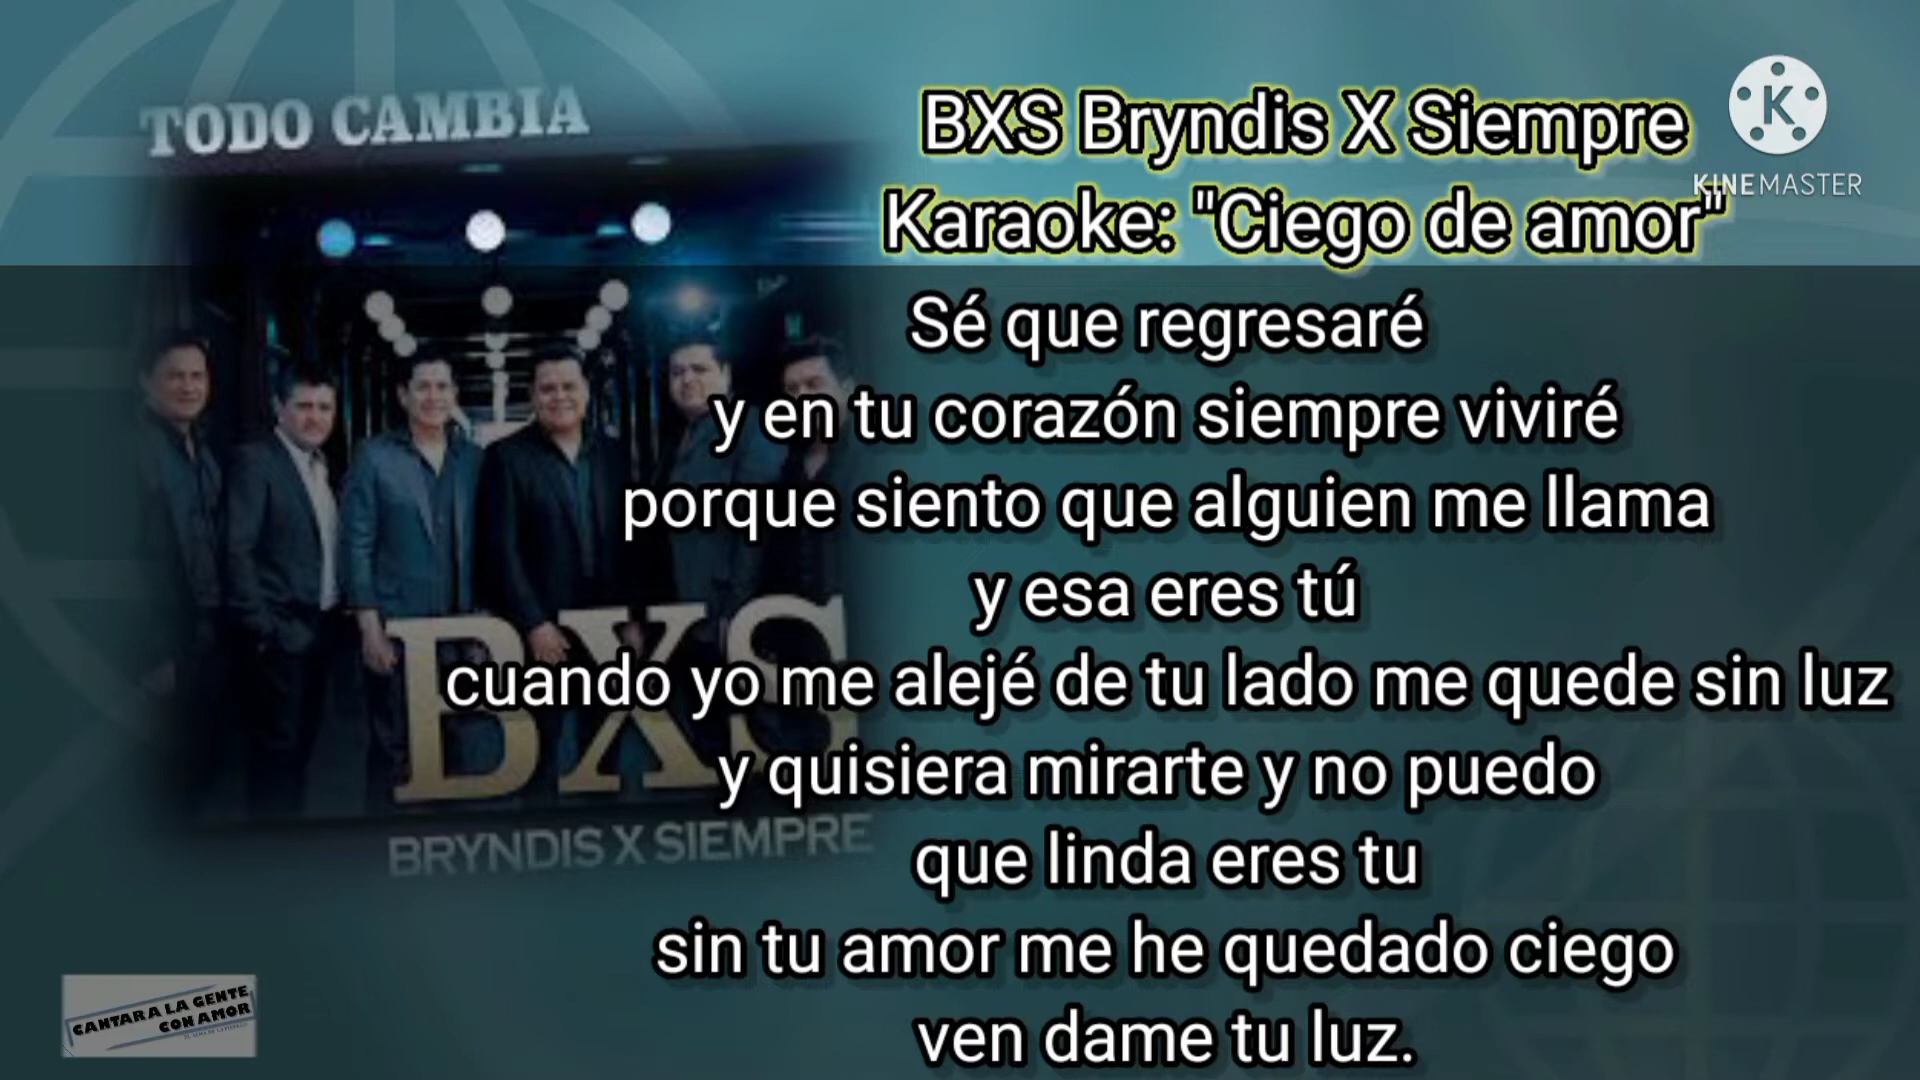 TODO CAMBIA
BXS Bryndis X Siempre
Karaoke: "Ciego de amor"
K
KINEMASTER
Sé que regresaré
y en tu corazón siempre viviré
porque siento que alguien me llama
y esa eres tú
cuando yo me alejé de tu lado me quede sin luz
y quisiera mirarte y no puedo
que linda eres tu
sin tu amor me he quedado ciego
ven dame tu luz.
BXS
BRYNDIS X SIEMPRE
CANTAR A LA GENTE
CON AMOR